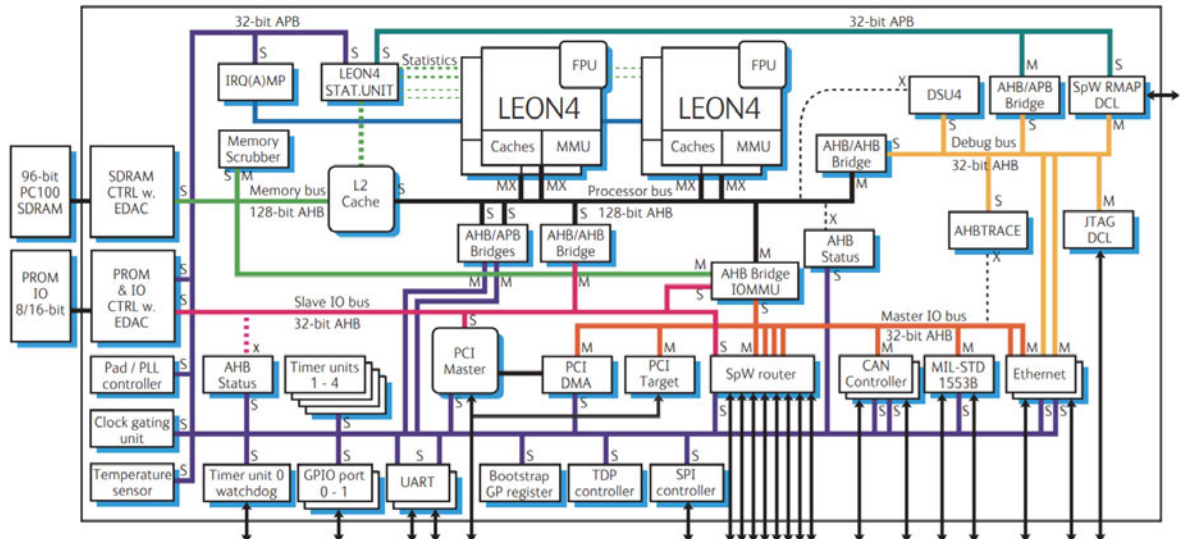 32-bit APB
32-bit APB
S
S
S
S
M
S
X
IRQ(A)MP
LEON4
STAT.UNIT
Statistics
FPU
LEON4
Caches
MMU
FPU
LEON4
Caches
MMU
DSU4
AHB/APB
Bridge
SpW RMAP
DCL
S
S
M
Debug bus
32-bit AHB
Memory
Scrubber
S
M
AHB/AHB
Bridge
S
M
96-bit
PC100
SDRAM
SDRAM
CTRL w.
EDAC
S
Memory bus
128-bit AHB
L2
Cache
S
MX
MX
MX
MX
Processor bus
128-bit AHB
S
S
AHB/APB
Bridges
M
M
S
AHB/AHB
Bridge
M
M
AHB Bridge
IOMMU
M
S
S
X
AHB
Status
S
S
AHBTRACE
X
M
JTAG
DCL
PROM
IO
8/16-bit
PROM
& IO
CTRL w.
EDAC
S
S
Slave IO bus
32-bit AHB
Master IO bus
32-bit AHB
Pad / PLL
controller
S
X
AHB
Status
S
Timer units
1 - 4
S
S
PCI
Master
S
M
PCI
DMA
S
M
PCI
Target
S
M
SpW router
S
M
CAN
Controller
S
S
M
MIL-STD
1553B
S
M
Ethernet
S
S
Clock gating
unit
S
Temperature
sensor
S
S
Timer unit 0
watchdog
S
GPIO port
0 - 1
S
UART
S
Bootstrap
GP register
S
TDP
controller
S
SPI
controller